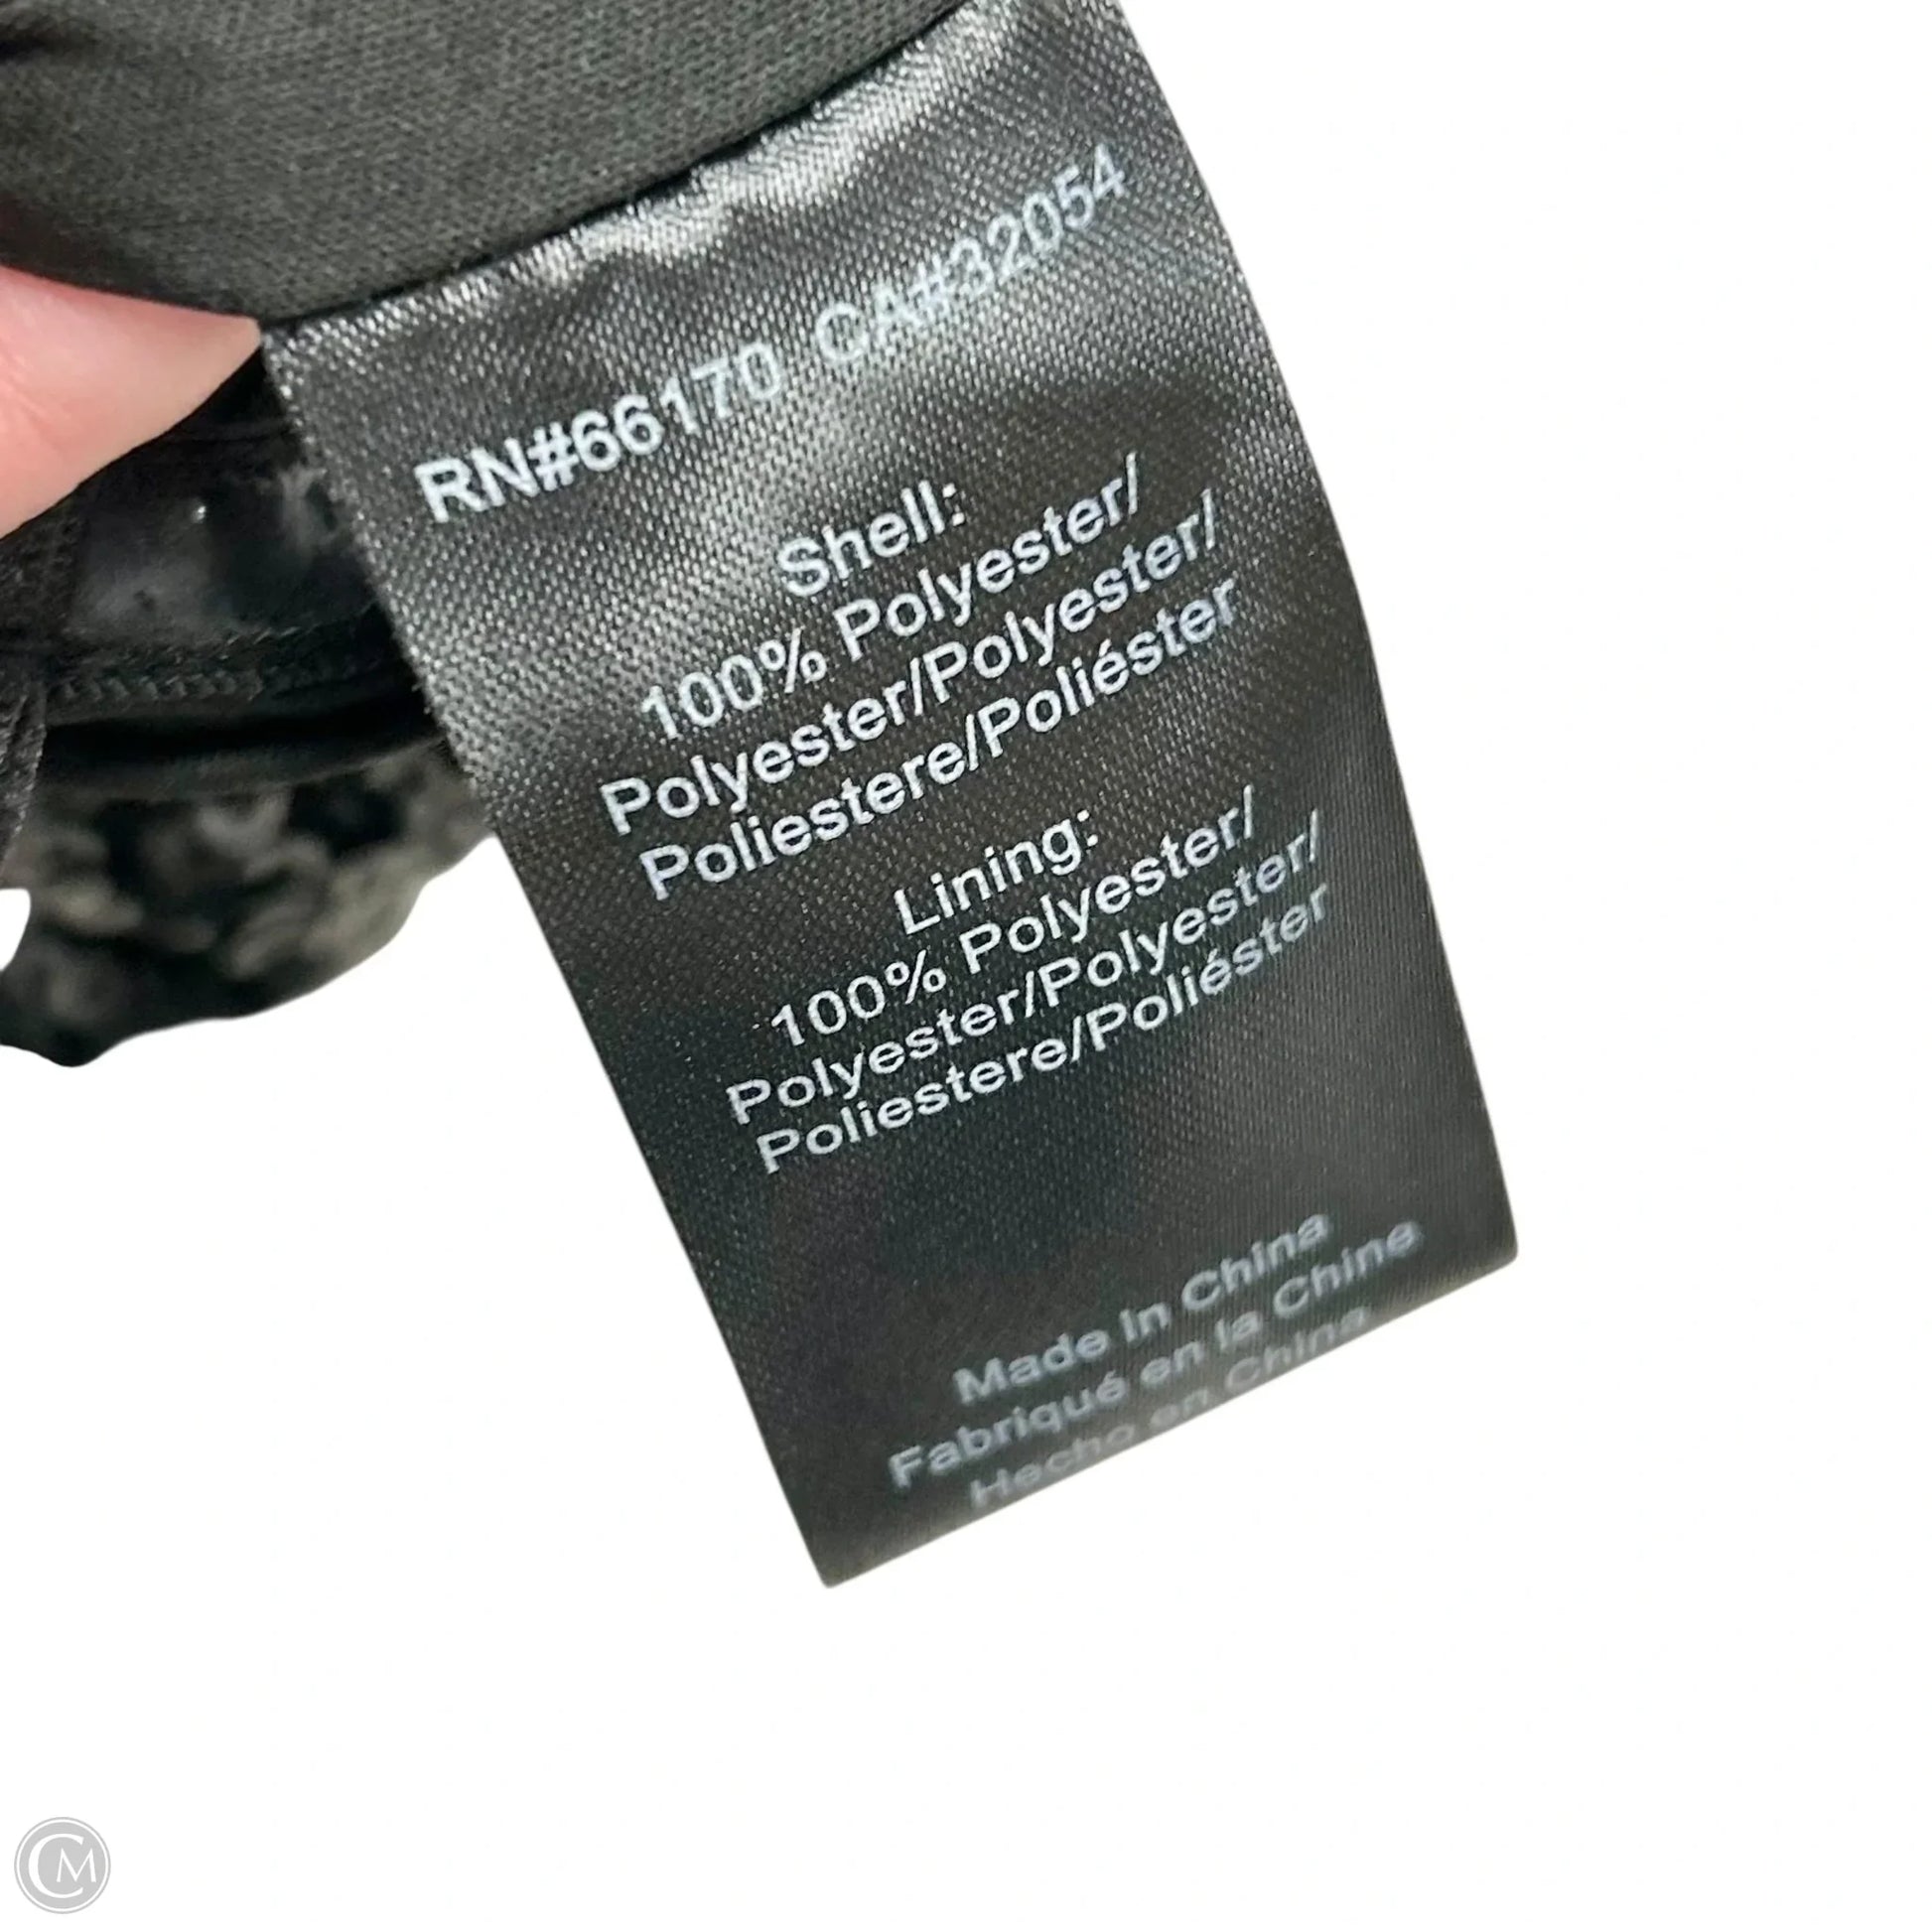 RN#66170 CA#32054
Shell:
100% Polyester/
Polyester/Polyester/
Poliestere/Poliéster
Lining:
100% Polyester/
Polyester/Polyester/
Poliestere/Poliéster
Made In China
Fabriqué en la Chine
Hecho en China
CM